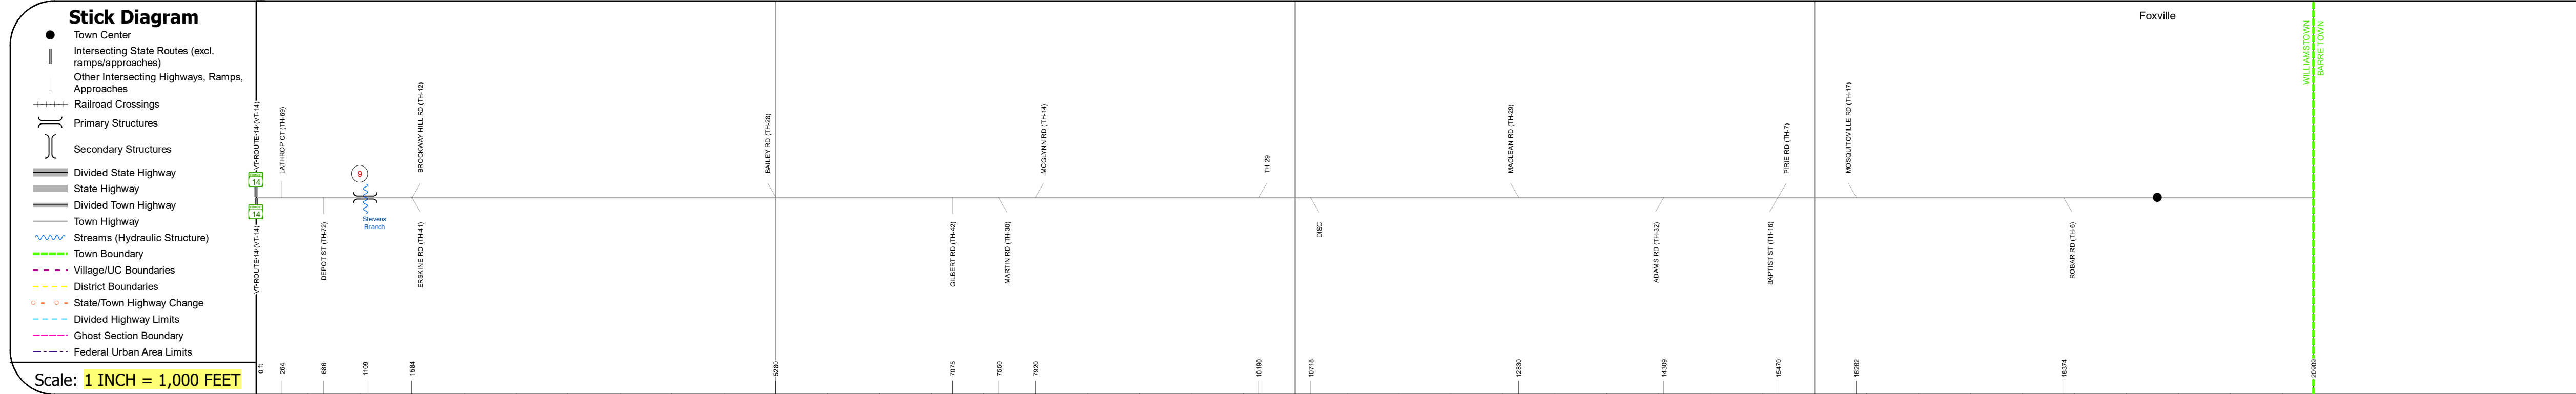 Stick Diagram
Town Center
Intersecting State Routes (excl.
ramps/approaches)
Other Intersecting Highways, Ramps,
Approaches
Railroad Crossings
Primary Structures
Secondary Structures
Divided State Highway
State Highway
Divided Town Highway
Town Highway
Streams (Hydraulic Structure)
Town Boundary
Village/UC Boundaries
District Boundaries
State/Town Highway Change
Divided Highway Limits
Ghost Section Boundary
Federal Urban Area Limits
Scale: 1 INCH = 1,000 FEET
VT-ROUTE-14 (VT-14)
14
14
VT-ROUTE-14 (VT-14)
LATHROP CT (TH-69)
DEPOT ST (TH-72)
9
Stevens
Branch
BROCKWAY HILL RD (TH-12)
ERSKINE RD (TH-41)
BAILEY RD (TH-28)
GILBERT RD (TH-42)
MARTIN RD (TH-30)
MCGLYNN RD (TH-14)
TH 29
DISC
MACLEAN RD (TH-29)
ADAMS RD (TH-32)
BAPTIST ST (TH-16)
PIRIE RD (TH-7)
MOSQUITOVILLE RD (TH-17)
ROBAR RD (TH-6)
Foxville
WILLIAMSTOWN
BARRE TOWN
0 ft
264
686
1109
1584
5280
7075
7550
7920
10190
10718
12830
14309
15470
16262
18374
20909